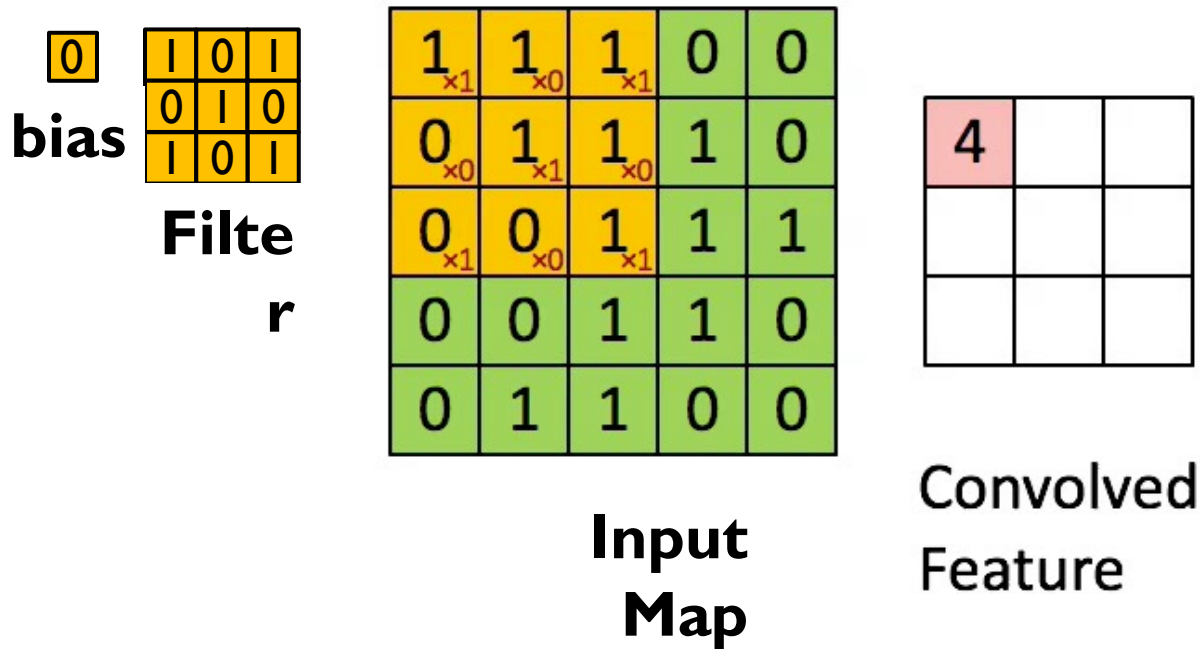 0
bias
1 0 1
0 1 0
1 0 1
Filte
r
1×1 1×0 1×1 0 0
0×0 1×1 1×0 1 0
0×1 0×0 1×1 1 1
0 0 1 1 0
0 1 1 0 0
Input
Map
4
Convolved
Feature